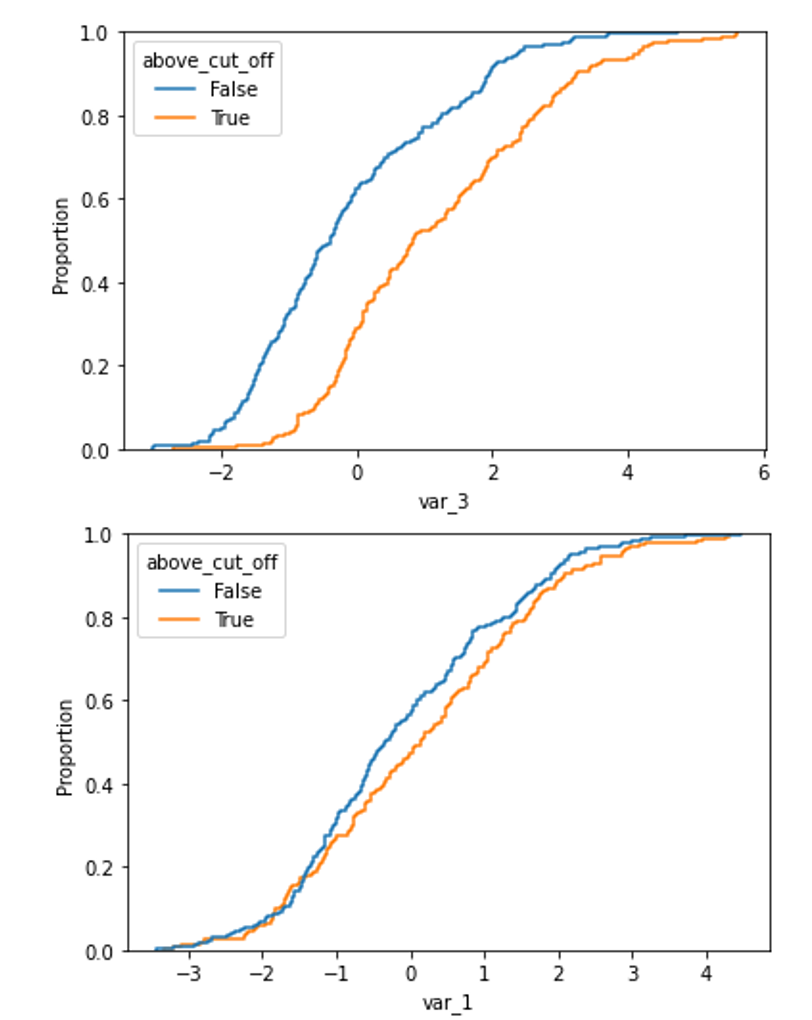 1.0
above_cut_off
False
True
0.8
0.6
Proportion
0.4
0.2
0.0
−2 0 2 4 6
var_3
1.0
above_cut_off
False
True
0.8
0.6
Proportion
0.4
0.2
0.0
−3 −2 −1 0 1 2 3 4
var_1